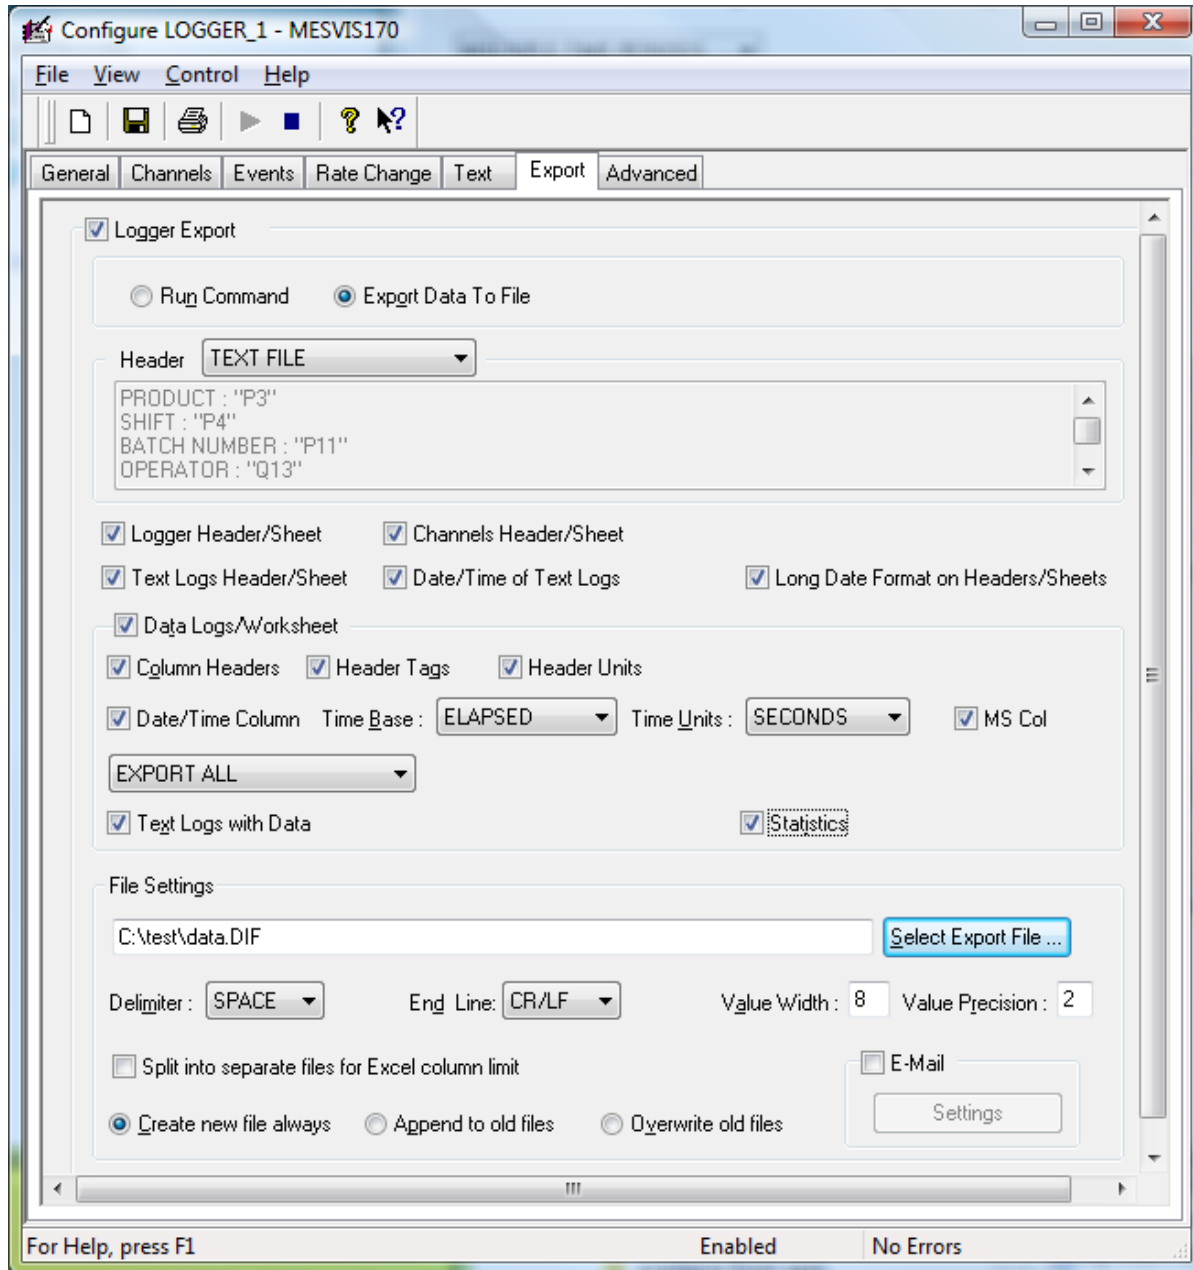 Configure LOGGER_1 - MESVIS170
File View Control Help
General Channels Events Rate Change Text Export Advanced
Logger Export
Run Command Export Data To File
Header TEXT FILE
PRODUCT : "P3"
SHIFT : "P4"
BATCH NUMBER : "P11"
OPERATOR : "Q13"
Logger Header/Sheet Channels Header/Sheet
Text Logs Header/Sheet Date/Time of Text Logs Long Date Format on Headers/Sheets
Data Logs/Worksheet
Column Headers Header Tags Header Units
Date/Time Column Time Base : ELAPSED Time Units : SECONDS MS Col
EXPORT ALL
Text Logs with Data Statistics
File Settings
C:\test\data.DIF Select Export File ...
Delimiter : SPACE End Line: CR/LF Value Width : 8 Value Precision : 2
Split into separate files for Excel column limit E-Mail
Create new file always Append to old files Overwrite old files Settings
For Help, press F1 Enabled No Errors